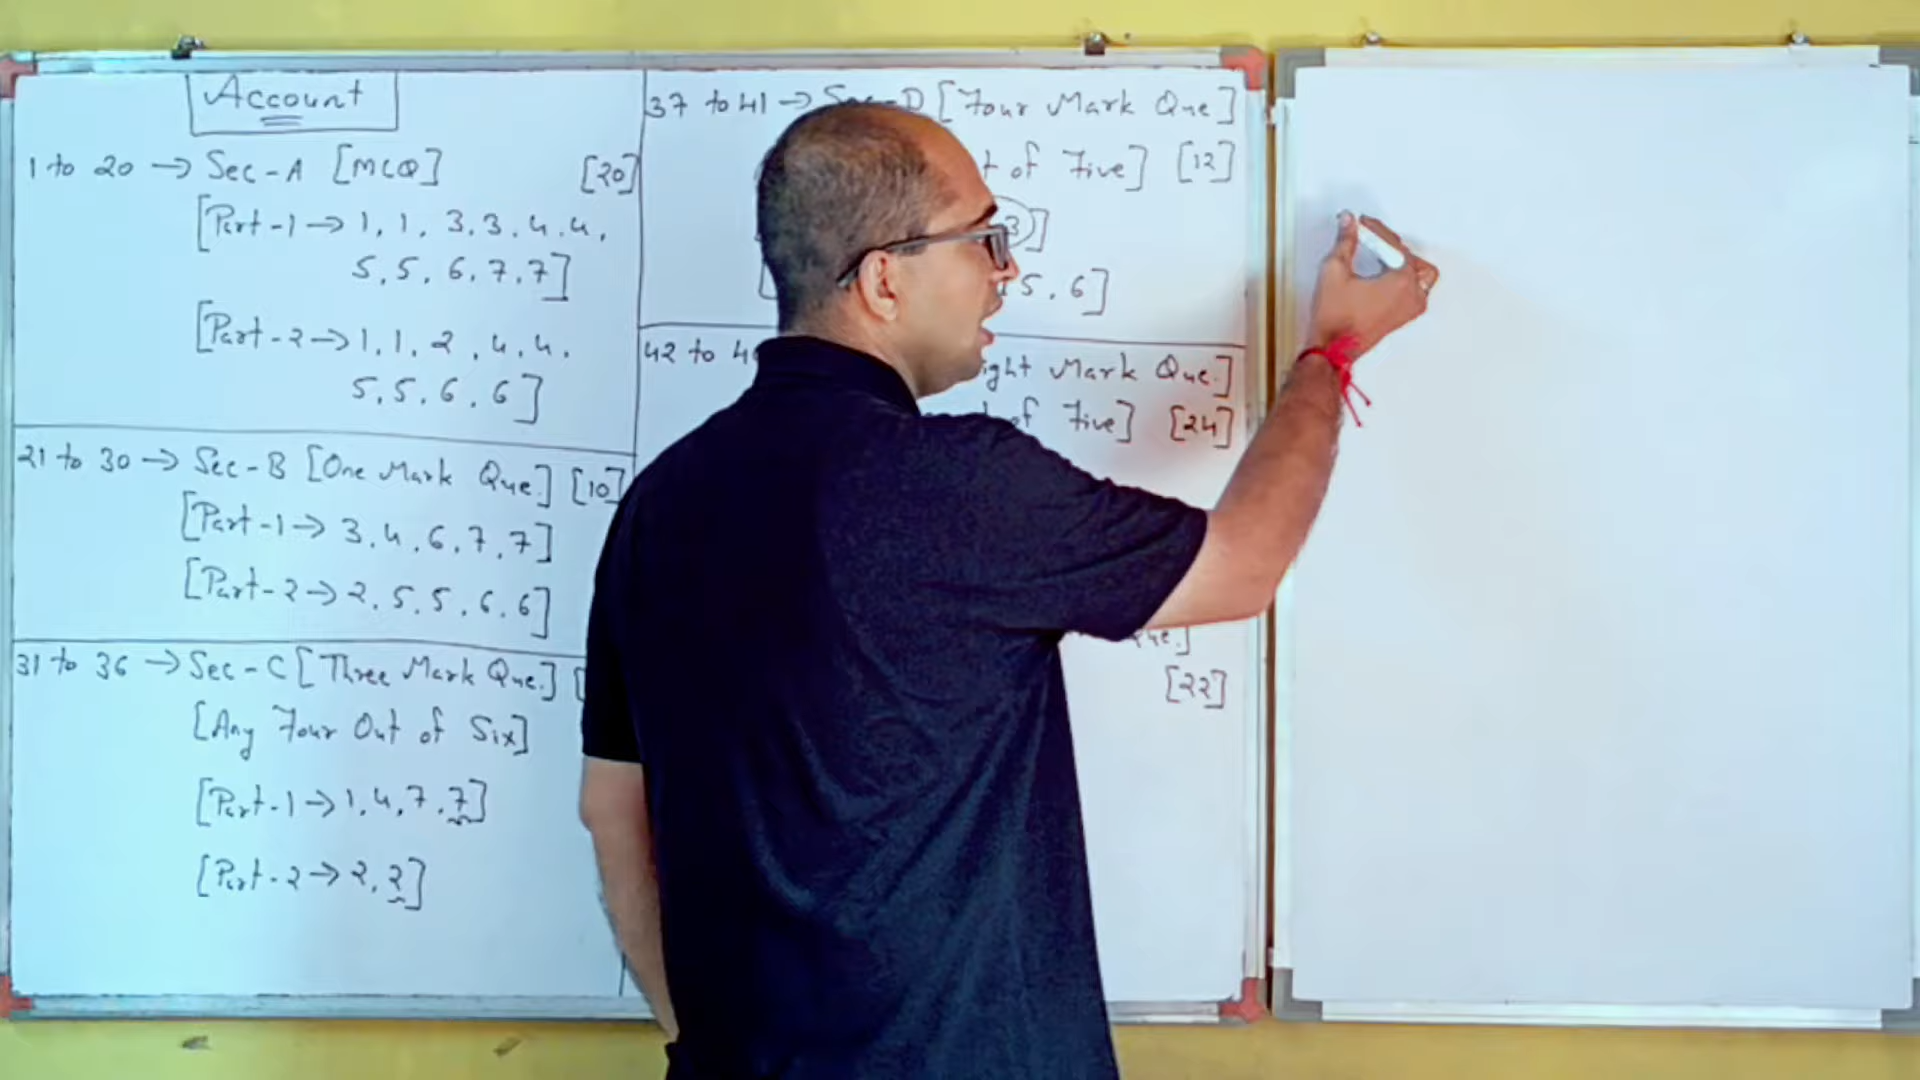 Account
1 to 20 → Sec-A [MCQ] [20]
[Part-1 → 1, 1, 3, 3, 4, 4,
5, 5, 6, 7, 7]
[Part-2 → 1, 1, 2, 4, 4,
5, 5, 6, 6]
21 to 30 → Sec-B [One Mark Que.] [10]
[Part-1 → 3, 4, 6, 7, 7]
[Part-2 → 2, 5, 5, 6, 6]
31 to 36 → Sec-C [Three Mark Que.] [
[Any Four Out of Six]
[Part-1 → 1, 4, 7, 7]
[Part-2 → 2, 2]
37 to 41 → Sec-D [Four Mark Que]
of Five] [12]
3]
5, 6]
42 to Mark Que.]
of Five] [24]
Que.]
[22]